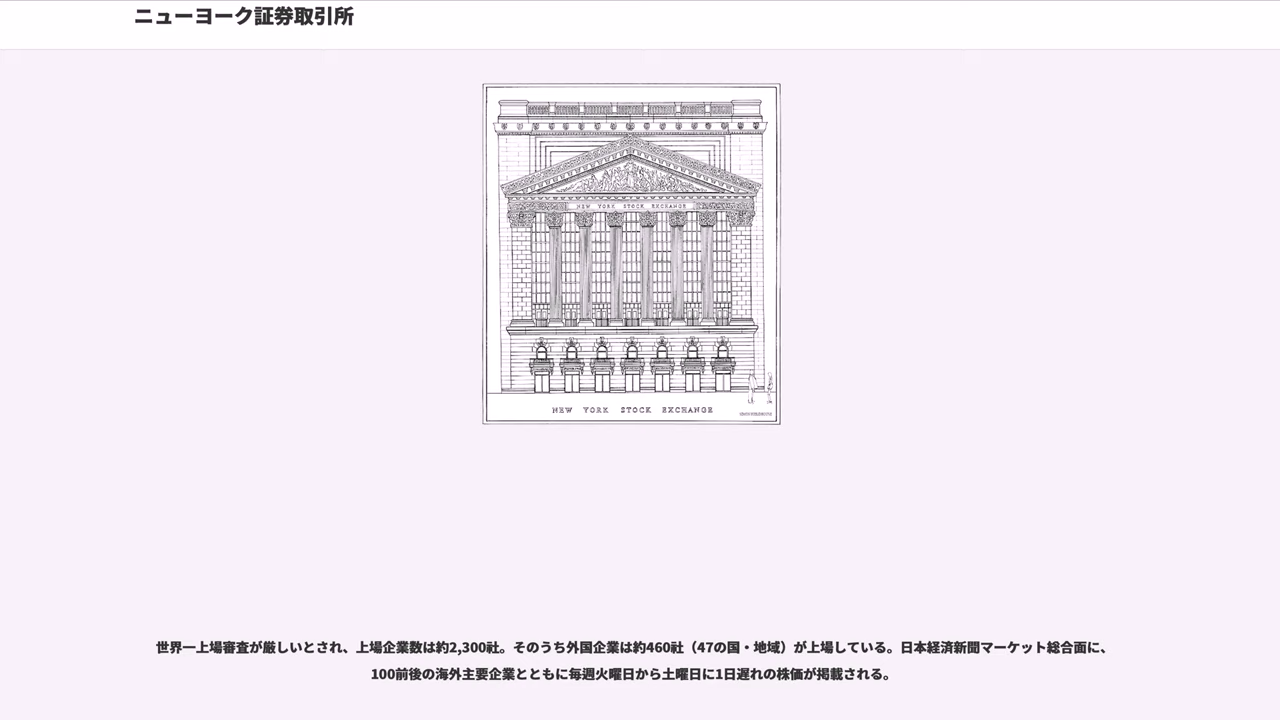 ニューヨーク証券取引所
NEW YORK STOCK EXCHANGE
NEW YORK STOCK EXCHANGE
世界一上場審査が厳しいとされ、上場企業数は約2,300社。そのうち外国企業は約460社（47の国・地域）が上場している。日本経済新聞マーケット総合面に、
100前後の海外主要企業とともに毎週火曜日から土曜日に1日遅れの株価が掲載される。